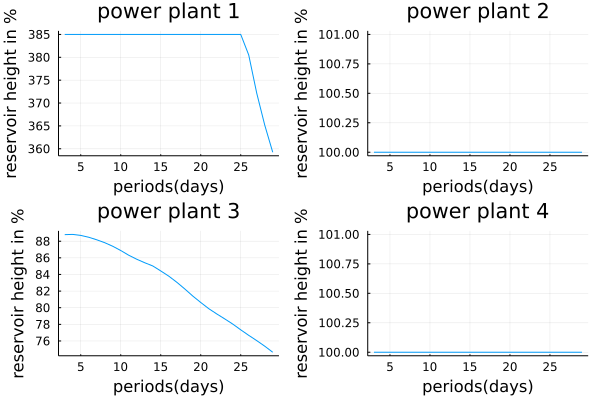 power plant 1
reservoir height in %
385
380
375
370
365
360
5 10 15 20 25
periods(days)
power plant 2
reservoir height in %
101.00
100.75
100.50
100.25
100.00
5 10 15 20 25
periods(days)
power plant 3
reservoir height in %
88
86
84
82
80
78
76
5 10 15 20 25
periods(days)
power plant 4
reservoir height in %
101.00
100.75
100.50
100.25
100.00
5 10 15 20 25
periods(days)